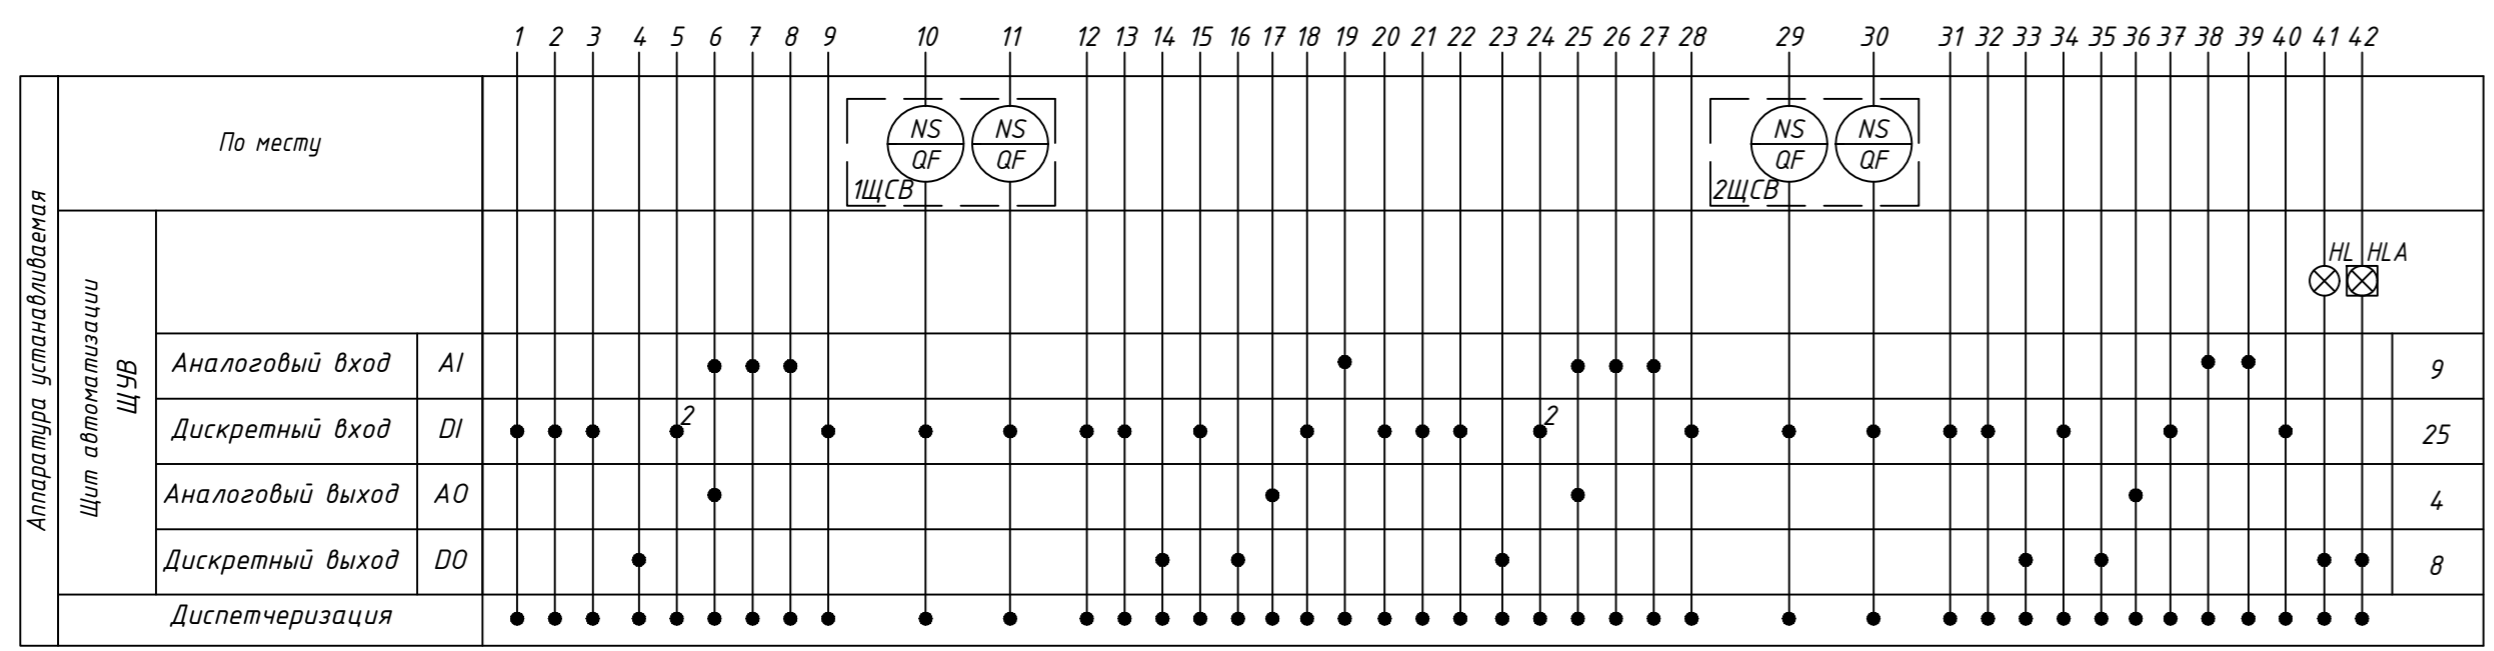 1 2 3 4 5 6 7 8 9 10 11 12 13 14 15 16 17 18 19 20 21 22 23 24 25 26 27 28 29 30 31 32 33 34 35 36 37 38 39 40 41 42
Аппаратура устанавливаемая
По месту
NS NS NS NS
QF QF QF QF
1ЩСВ 2ЩСВ
Щит автоматизации
ЩУВ
HL HLA
Аналоговый вход AI 9
2 2
Дискретный вход DI 25
Аналоговый выход AO 4
Дискретный выход DO 8
Диспетчеризация